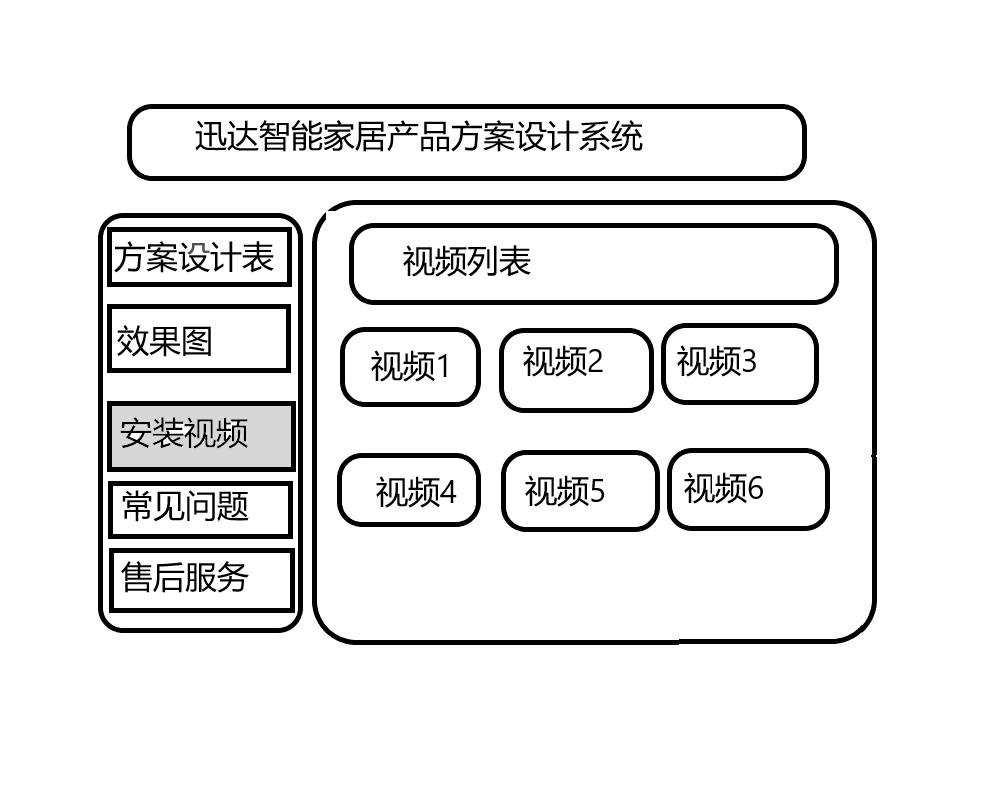 迅达智能家居产品方案设计系统
方案设计表
效果图
安装视频
常见问题
售后服务
视频列表
视频1
视频2
视频3
视频4
视频5
视频6